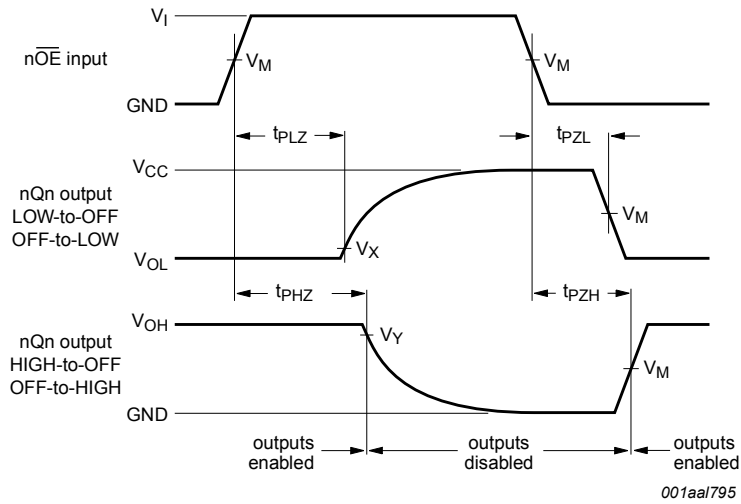 V_I
nO̅E̅ input
V_M
V_M
GND
t_PLZ
t_PZL
V_CC
nQn output
LOW-to-OFF
OFF-to-LOW
V_M
V_X
V_OL
t_PHZ
t_PZH
V_OH
nQn output
HIGH-to-OFF
OFF-to-HIGH
V_Y
V_M
GND
outputs
enabled
outputs
disabled
outputs
enabled
001aal795